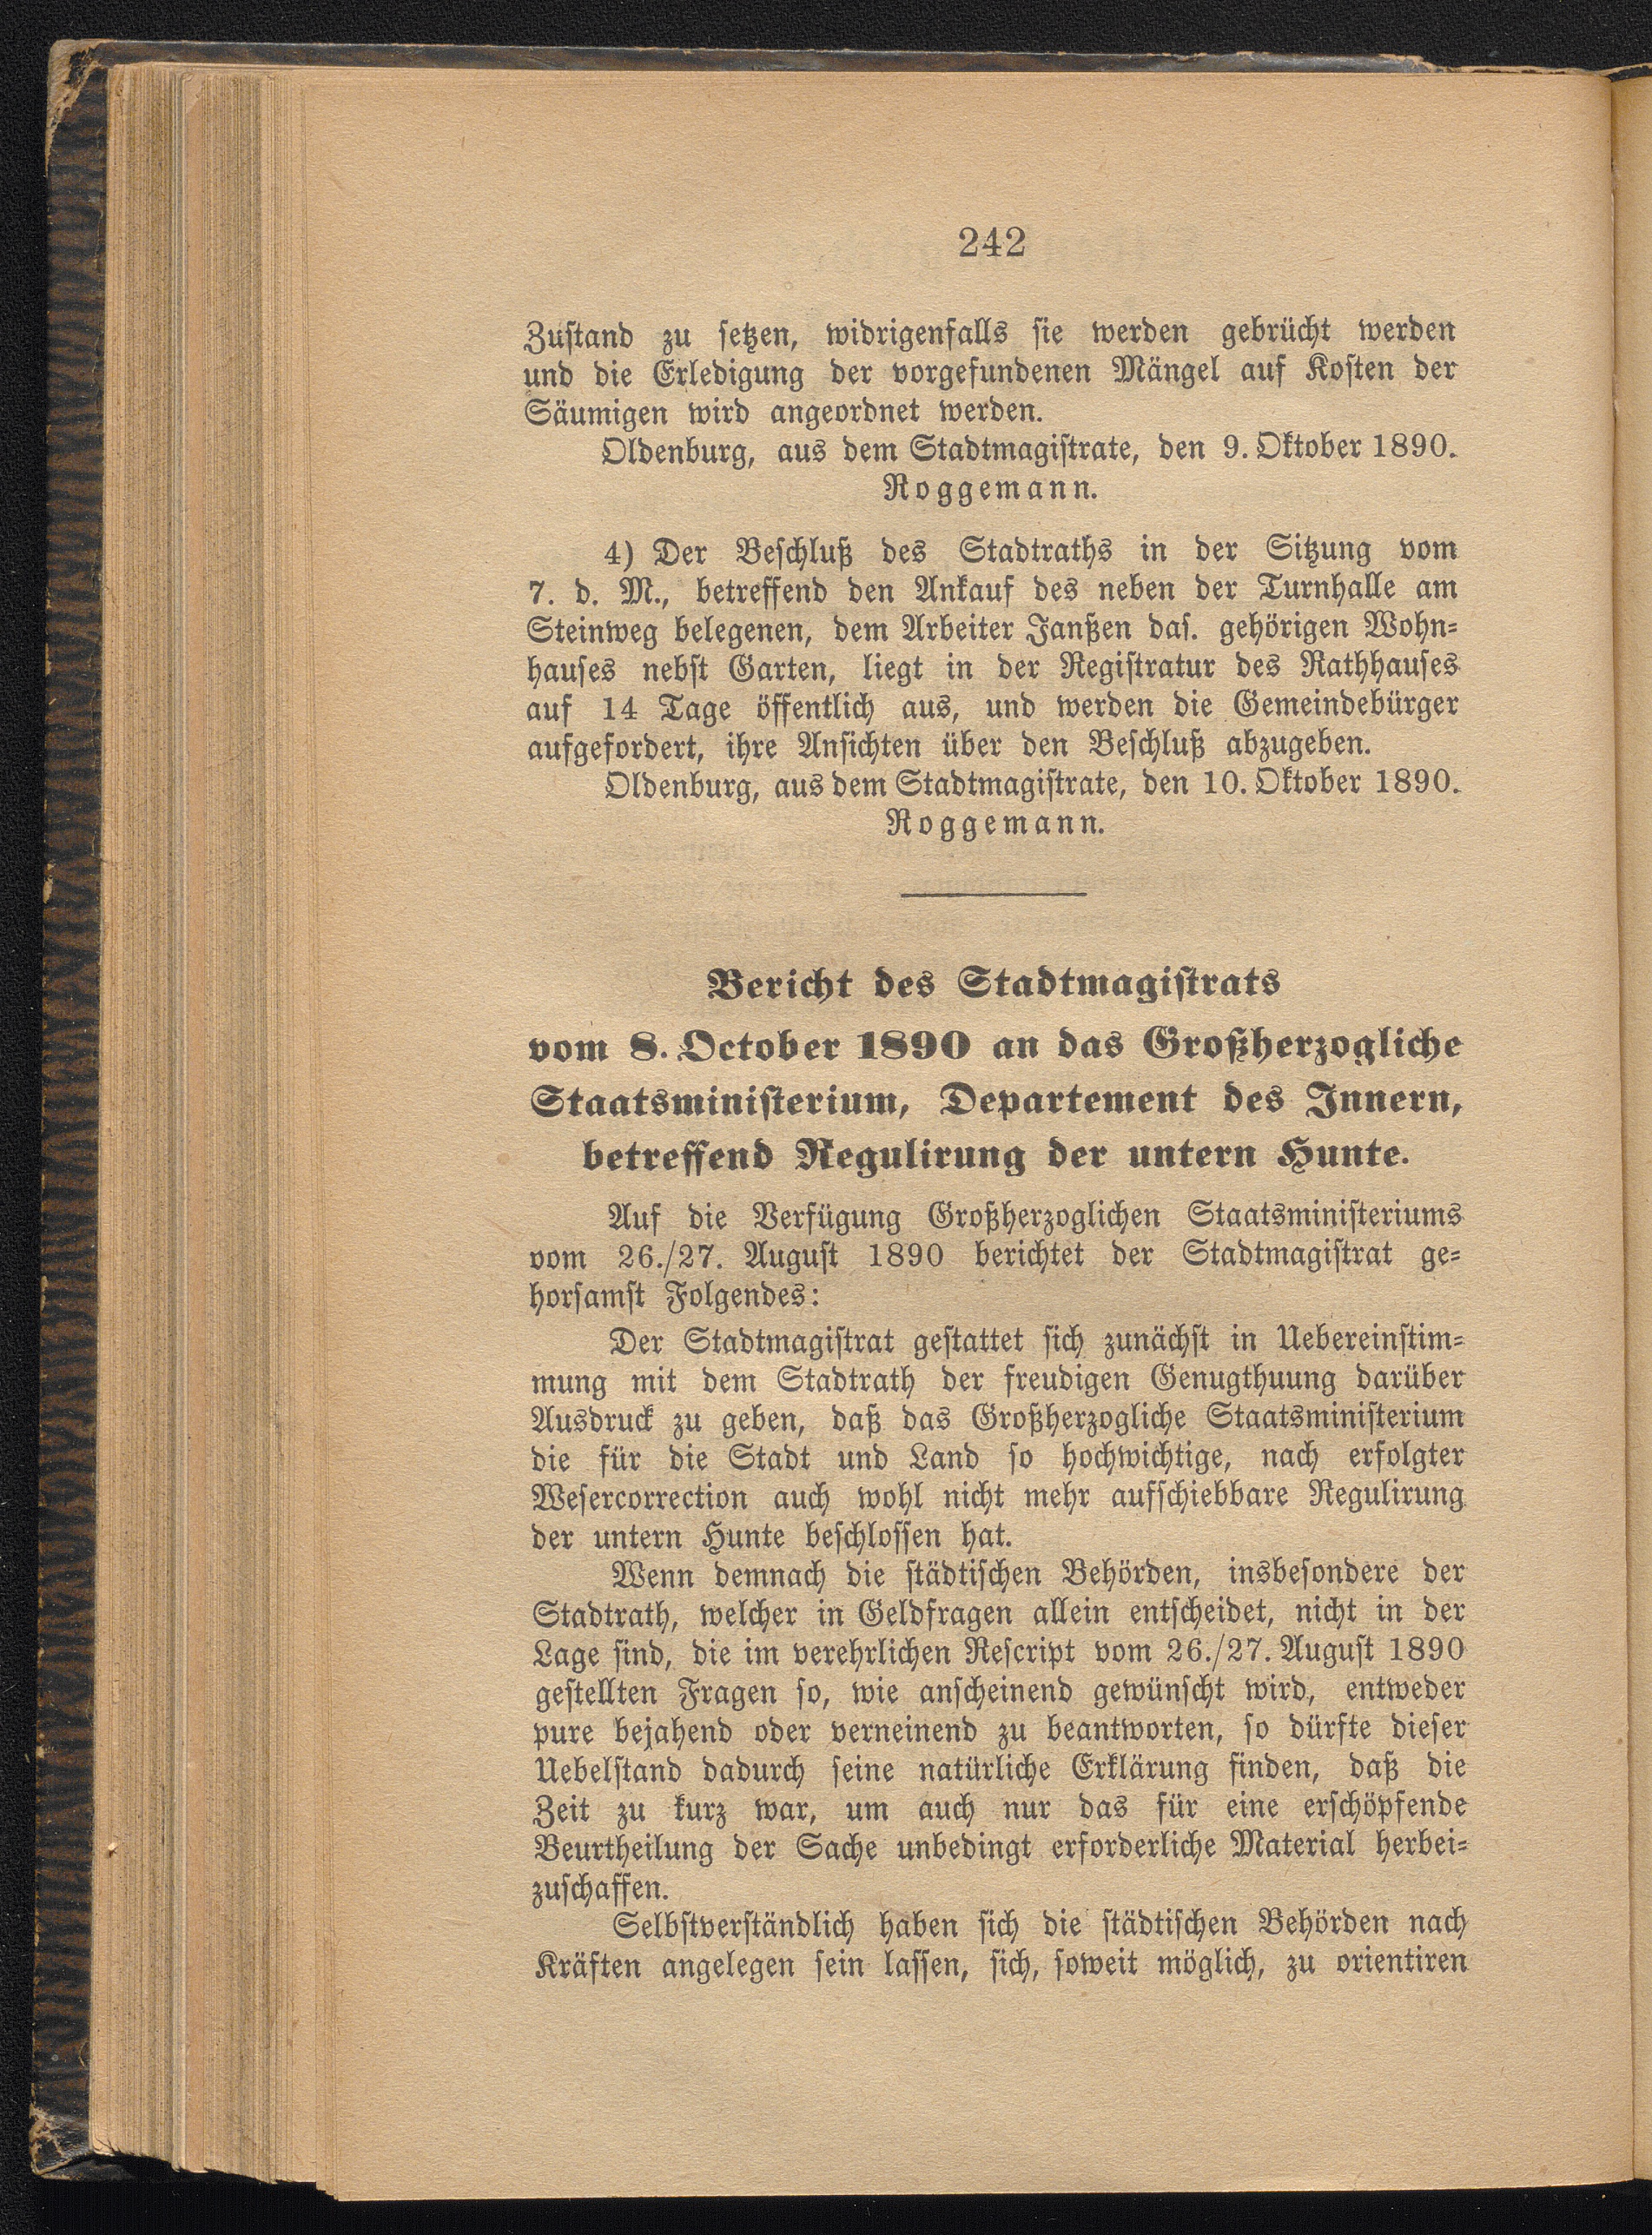 242
Zustand zu setzen, widrigenfalls sie werden gebrücht werden
und die Erledigung der vorgefundenen Mängel auf Kosten der
Säumigen wird angeordnet werden.
Oldenburg, aus dem Stadtmagistrate, den 9. Oktober 1890.
Roggemann.
4) Der Beschluß des Stadtraths in der Sitzung vom
7. d. M., betreffend den Ankauf des neben der Turnhalle am
Steinweg belegenen, dem Arbeiter Janßen das. gehörigen Wohn-
hauses nebst Garten, liegt in der Registratur des Rathhauses
auf 14 Tage öffentlich aus, und werden die Gemeindebürger
aufgefordert, ihre Ansichten über den Beschluß abzugeben.
Oldenburg, aus dem Stadtmagistrate, den 10. Oktober 1890.
Roggemann.
Bericht des Stadtmagistrats
vom 8. October 1890 an das Großherzogliche
Staatsministerium, Departement des Innern,
betreffend Regulirung der untern Hunte.
Auf die Verfügung Großherzoglichen Staatsministeriums
vom 26./27. August 1890 berichtet der Stadtmagistrat ge-
horsamst Folgendes:
Der Stadtmagistrat gestattet sich zunächst in Uebereinstim-
mung mit dem Stadtrath der freudigen Genugthuung darüber
Ausdruck zu geben, daß das Großherzogliche Staatsministerium
die für die Stadt und Land so hochwichtige, nach erfolgter
Wesercorrection auch wohl nicht mehr aufschiebbare Regulirung
der untern Hunte beschlossen hat.
Wenn demnach die städtischen Behörden, insbesondere der
Stadtrath, welcher in Geldfragen allein entscheidet, nicht in der
Lage sind, die im verehrlichen Rescript vom 26./27. August 1890
gestellten Fragen so, wie anscheinend gewünscht wird, entweder
pure bejahend oder verneinend zu beantworten, so dürfte dieser
Uebelstand dadurch seine natürliche Erklärung finden, daß die
Zeit zu kurz war, um auch nur das für eine erschöpfende
Beurtheilung der Sache unbedingt erforderliche Material herbei-
zuschaffen.
Selbstverständlich haben sich die städtischen Behörden nach
Kräften angelegen sein lassen, sich, soweit möglich, zu orientiren